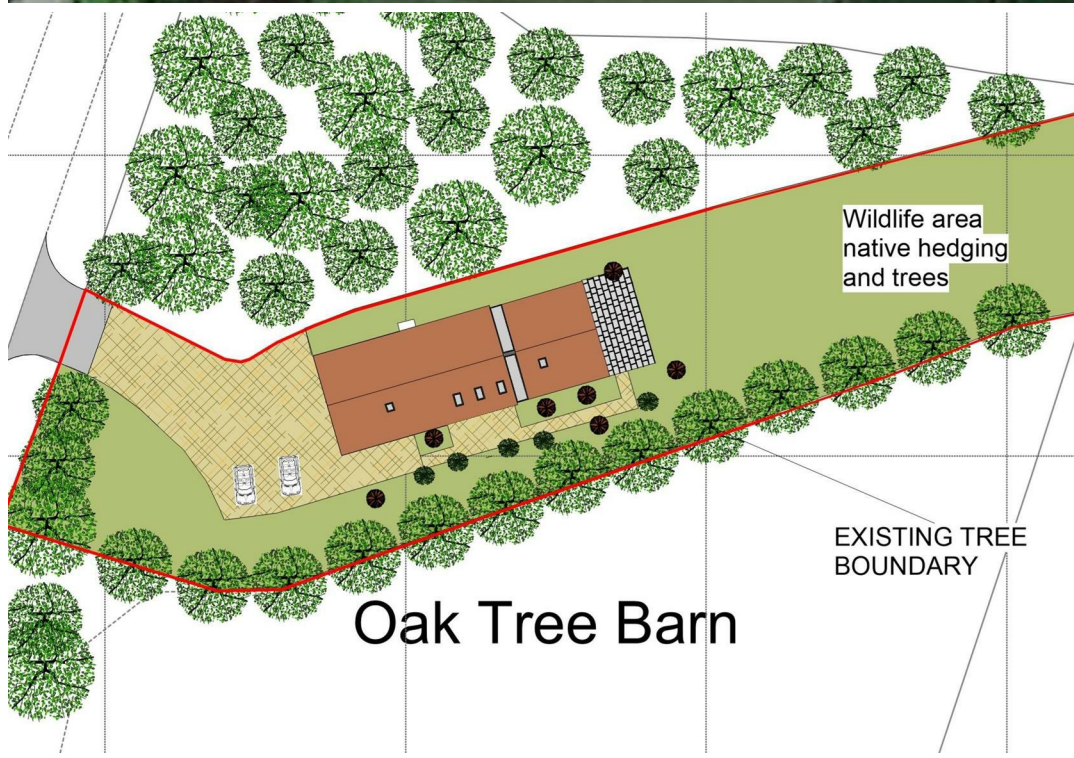 Wildlife area
native hedging
and trees
EXISTING TREE
BOUNDARY
Oak Tree Barn